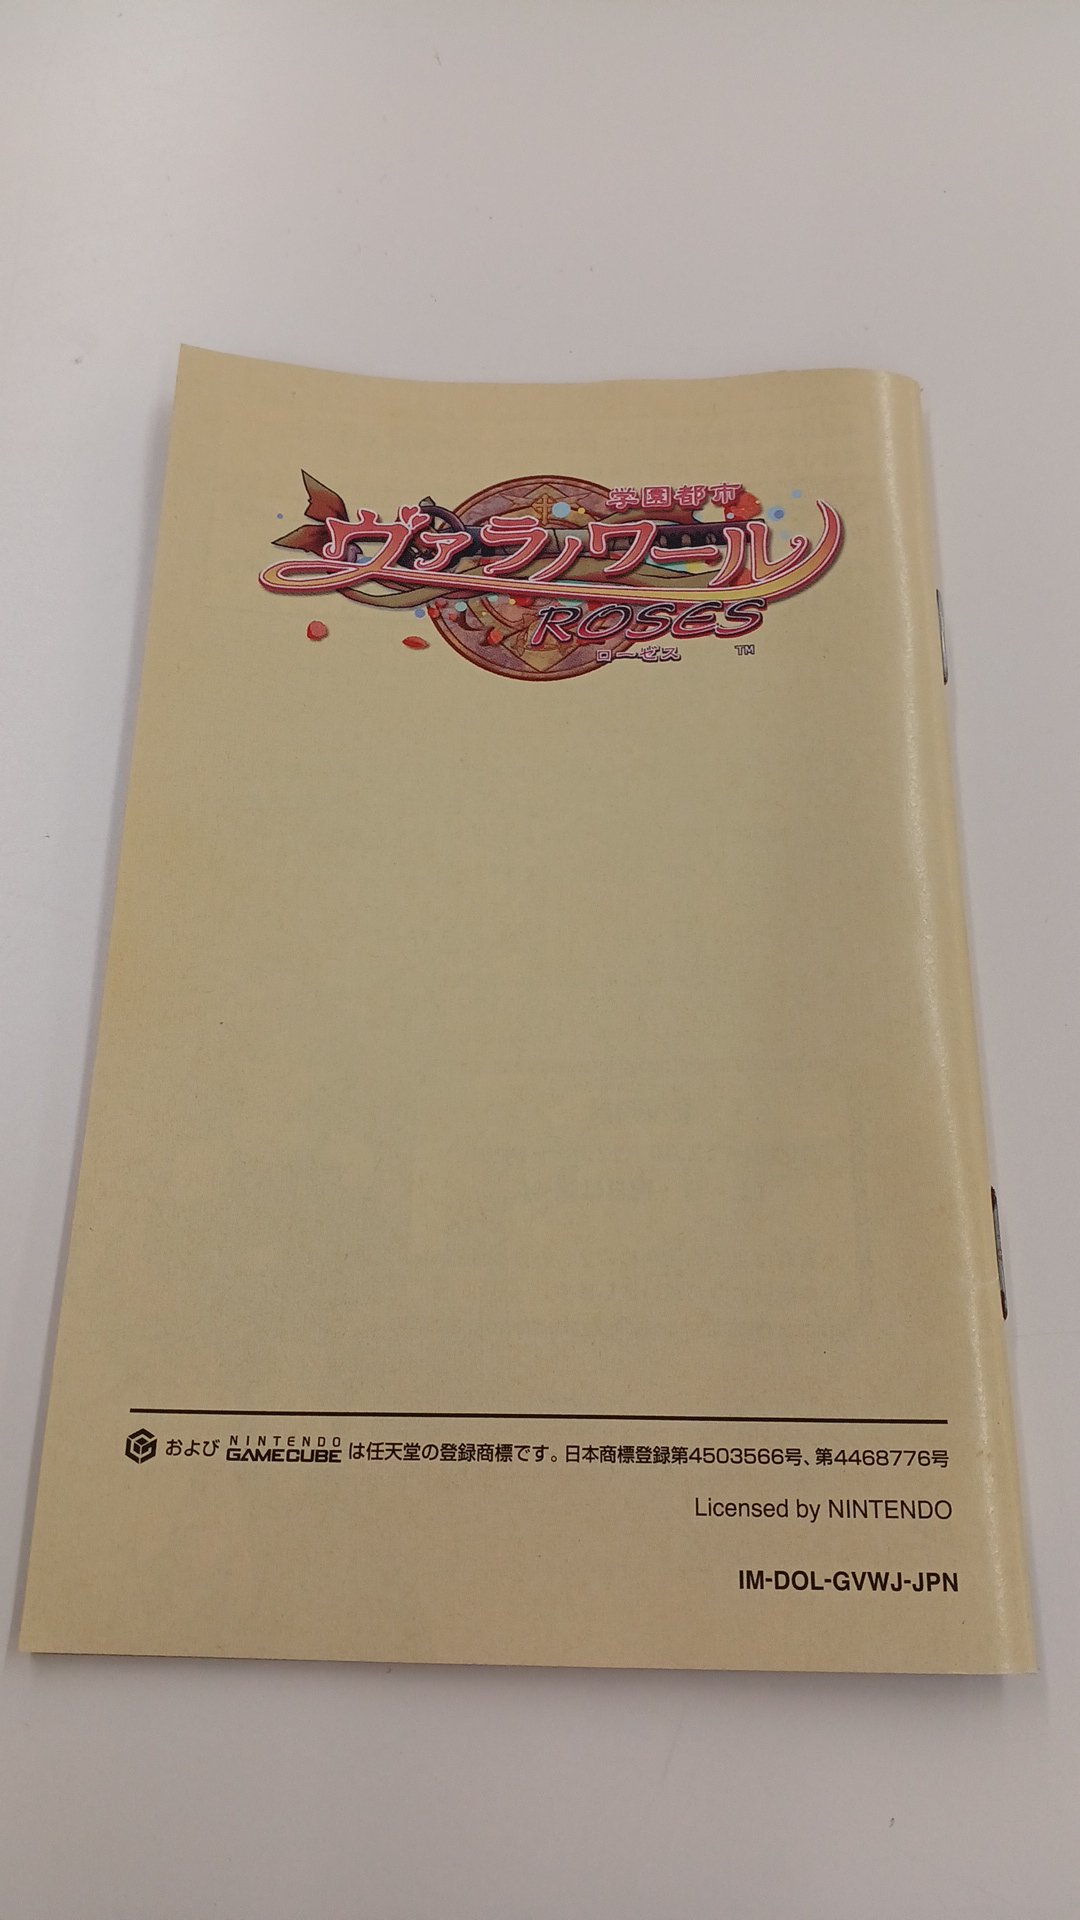 学園都市
ヴァラノワール
ROSES
ローゼス TM
および NINTENDO GAMECUBE は任天堂の登録商標です。日本商標登録第4503566号、第4468776号
Licensed by NINTENDO
IM-DOL-GVWJ-JPN